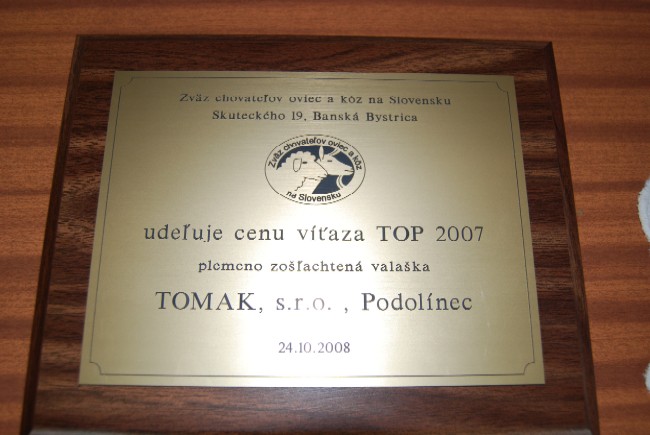 Zväz chovateľov oviec a kôz na Slovensku
Skuteckého 19, Banská Bystrica
Zväz chovateľov oviec a kôz
na Slovensku
udeľuje cenu víťaza TOP 2007
plemeno zošľachtená valaška
TOMAK, s.r.o. , Podolínec
24.10.2008